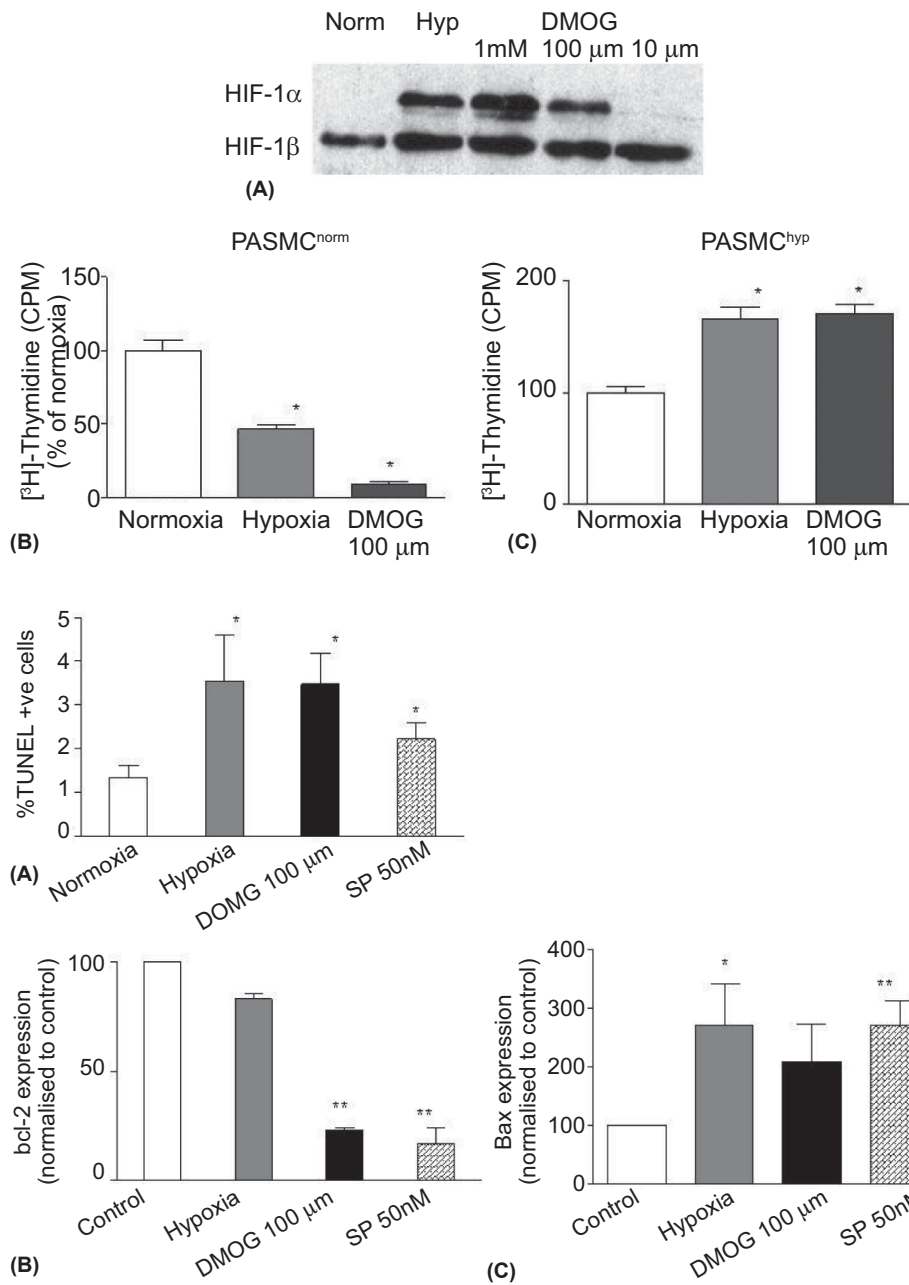 Norm Hyp DMOG
1mM 100 μm 10 μm
HIF-1α
HIF-1β
(A)
PASMCnorm
[³H]-Thymidine (CPM)
(% of normoxia)
150
100
50
0
Normoxia Hypoxia DMOG
100 μm
(B)
PASMChyp
[³H]-Thymidine (CPM)
200
100
0
*
*
*
*
Normoxia Hypoxia DMOG
100 μm
(C)
%TUNEL +ve cells
5
4
3
2
1
0
*
*
*
Normoxia
Hypoxia
DOMG 100 μm
SP 50nM
(A)
bcl-2 expression
(normalised to control)
100
50
0
**
**
Control
Hypoxia
DMOG 100 μm
SP 50nM
(B)
Bax expression
(normalised to control)
400
300
200
100
0
*
**
Control
Hypoxia
DMOG 100 μm
SP 50nM
(C)